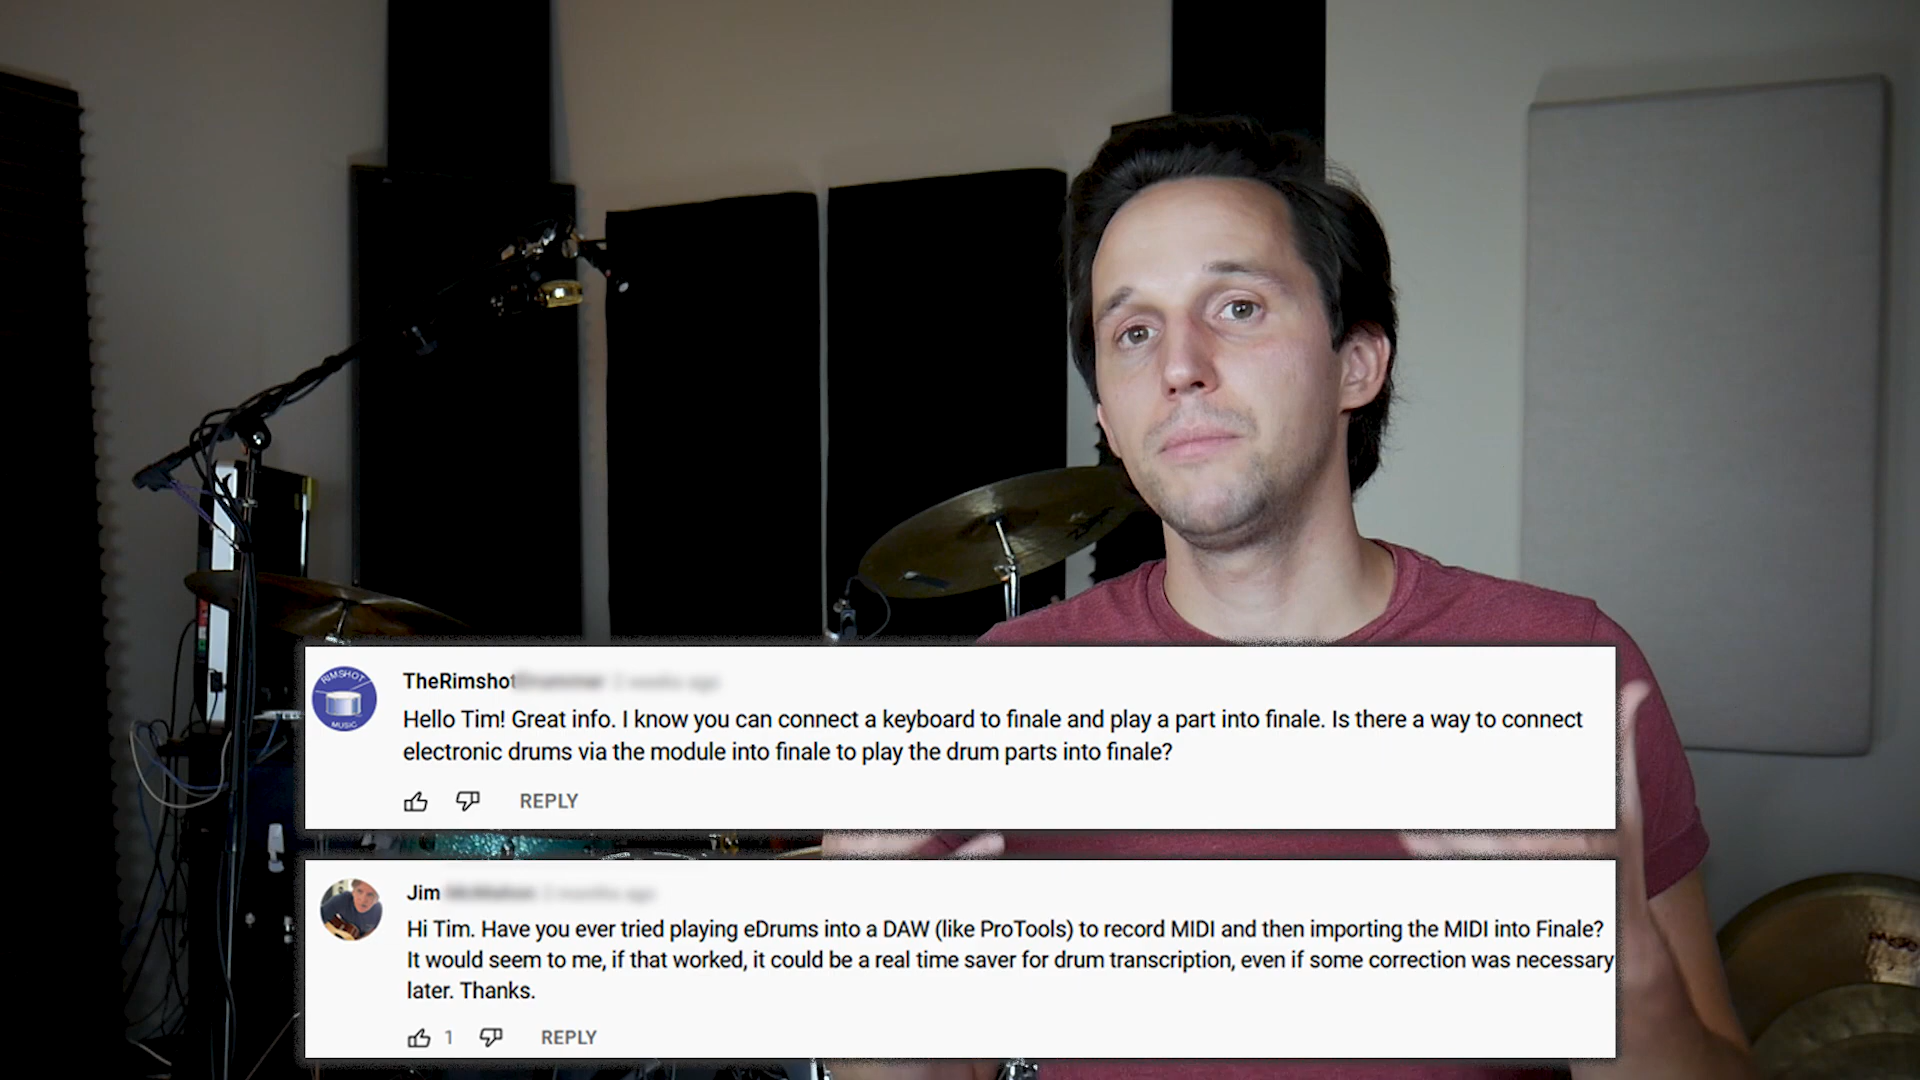 RIMSHOT
MUSIC
TheRimshot
Hello Tim! Great info. I know you can connect a keyboard to finale and play a part into finale. Is there a way to connect
electronic drums via the module into finale to play the drum parts into finale?
REPLY
Jim
Hi Tim. Have you ever tried playing eDrums into a DAW (like ProTools) to record MIDI and then importing the MIDI into Finale?
It would seem to me, if that worked, it could be a real time saver for drum transcription, even if some correction was necessary
later. Thanks.
1 REPLY